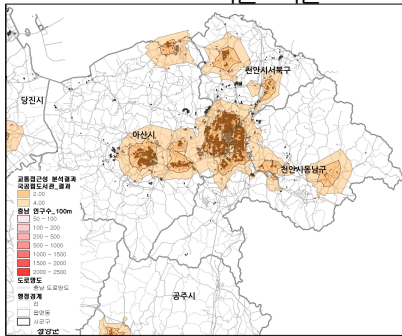 천안시서북구
당진시
아산시
천안시동남구
교통접근성 분석결과
국공립도서관_결과
2.00
4.00
충남 인구수_100m
50 - 100
100 - 200
200 - 500
500 - 1000
1000 - 1500
1500 - 2000
2000 - 2500
도로망도
충남 도로망도
행정경계
리
읍면동
시군구
공주시
청양군